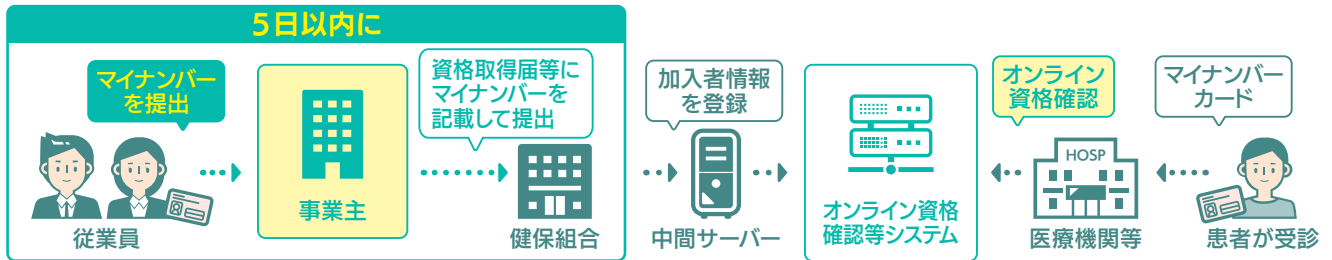 5日以内に
マイナンバー
を提出
従業員
事業主
資格取得届等に
マイナンバーを
記載して提出
健保組合
加入者情報
を登録
中間サーバー
オンライン資格
確認等システム
オンライン
資格確認
HOSP
医療機関等
マイナンバー
カード
患者が受診